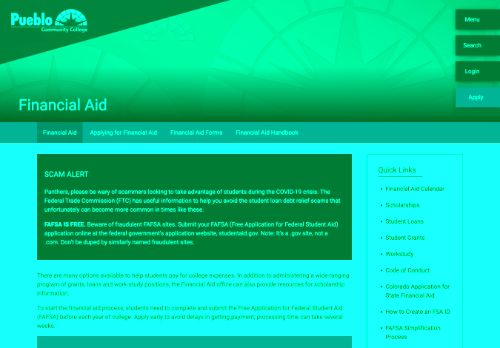 Pueblo
Community College
Menu
Search
Login
Apply
Financial Aid
Financial Aid
Applying for Financial Aid
Financial Aid Forms
Financial Aid Handbook
SCAM ALERT
Panthers, please be wary of scammers looking to take advantage of students during the COVID-19 crisis. The
Federal Trade Commission (FTC) has useful information to help you avoid the student loan debt relief scams that
unfortunately can become more common in times like these.
FAFSA IS FREE. Beware of fraudulent FAFSA sites. Submit your FAFSA (Free Application for Federal Student Aid)
application online at the federal government's application website, studentaid.gov. Note: It's a .gov site, not a
.com. Don't be duped by similarly named fraudulent sites.
There are many options available to help students pay for college expenses. In addition to administering a wide-ranging
program of grants, loans and work-study positions, the Financial Aid office can also provide resources for scholarship
information.
To start the financial aid process, students need to complete and submit the Free Application for Federal Student Aid
(FAFSA) before each year of college. Apply early to avoid delays in getting payment, processing time can take several
weeks.
Quick Links
Financial Aid Calendar
Scholarships
Student Loans
Student Grants
Workstudy
Code of Conduct
Colorado Application for
State Financial Aid
How to Create an FSA ID
FAFSA Simplification
Process